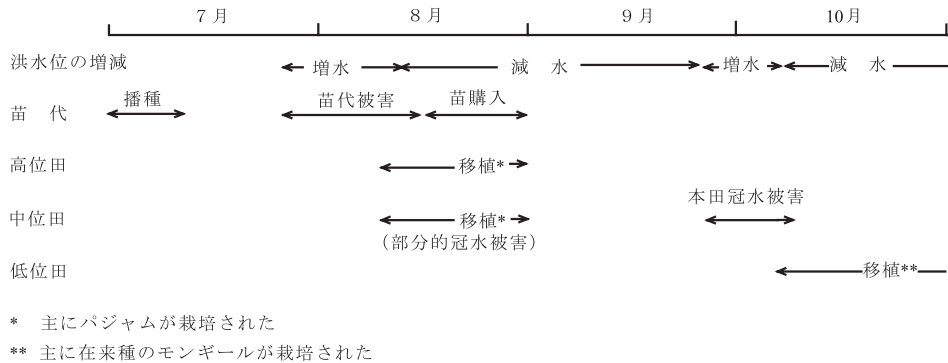 7月 8月 9月 10月
洪水位の増減 増水 減 水 増水 減 水
苗 代 播種 苗代被害 苗購入
高位田 移植*
中位田 移植* 本田冠水被害
(部分的冠水被害)
低位田 移植**
* 主にパジャムが栽培された
** 主に在来種のモンギールが栽培された